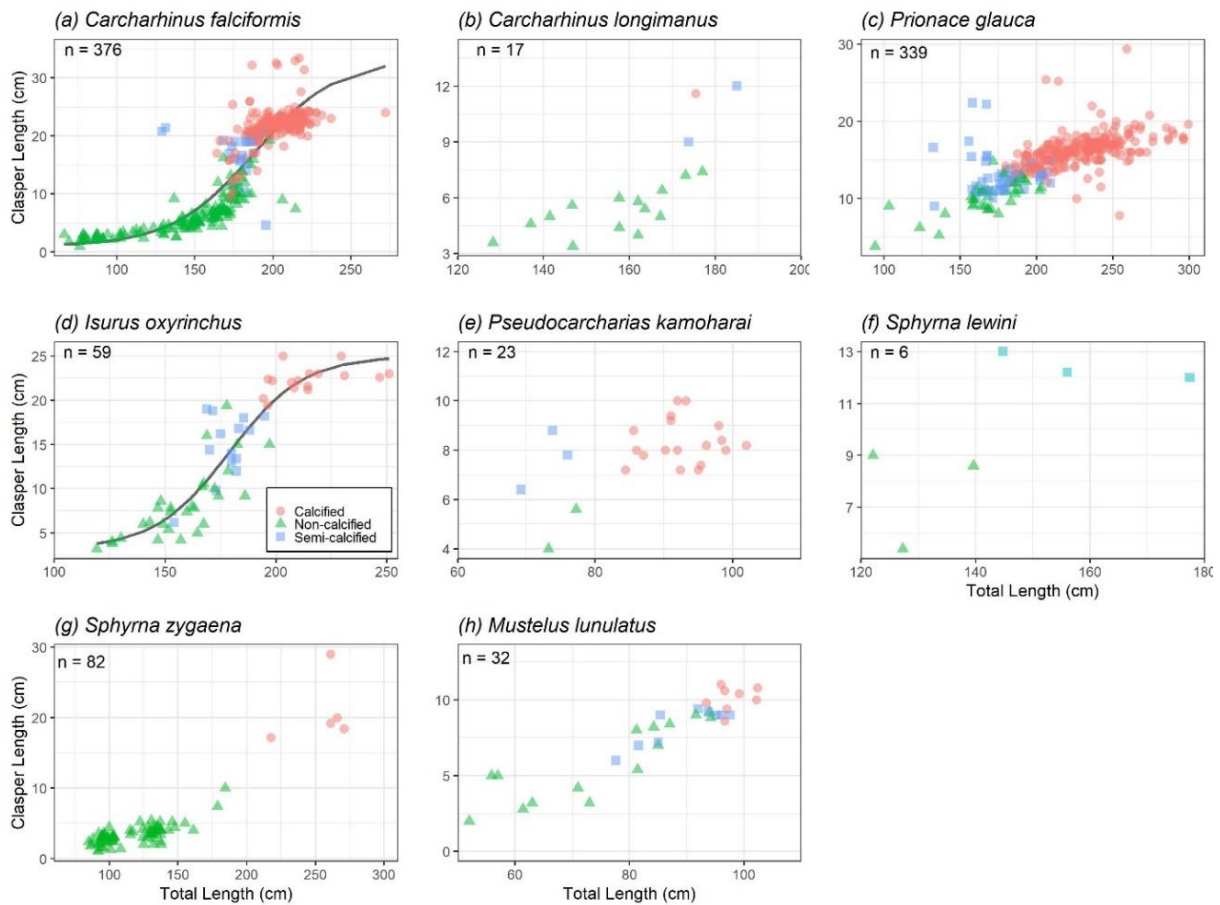 (a) Carcharhinus falciformis
n = 376
Clasper Length (cm)
30
20
10
0
100
150
200
250
(b) Carcharhinus longimanus
n = 17
12
9
6
3
120
140
160
180
200
(c) Prionace glauca
n = 339
30
20
10
0
100
150
200
250
300
(d) Isurus oxyrinchus
n = 59
Clasper Length (cm)
25
20
15
10
5
Calcified
Non-calcified
Semi-calcified
150
200
250
(e) Pseudocarcharias kamoharai
n = 23
12
10
8
6
4
60
80
100
(f) Sphyrna lewini
n = 6
13
11
9
7
120
140
160
180
Total Length (cm)
(g) Sphyrna zygaena
n = 82
Clasper Length (cm)
30
20
10
0
100
150
200
250
300
Total Length (cm)
(h) Mustelus lunulatus
n = 32
10
5
0
60
80
100
Total Length (cm)